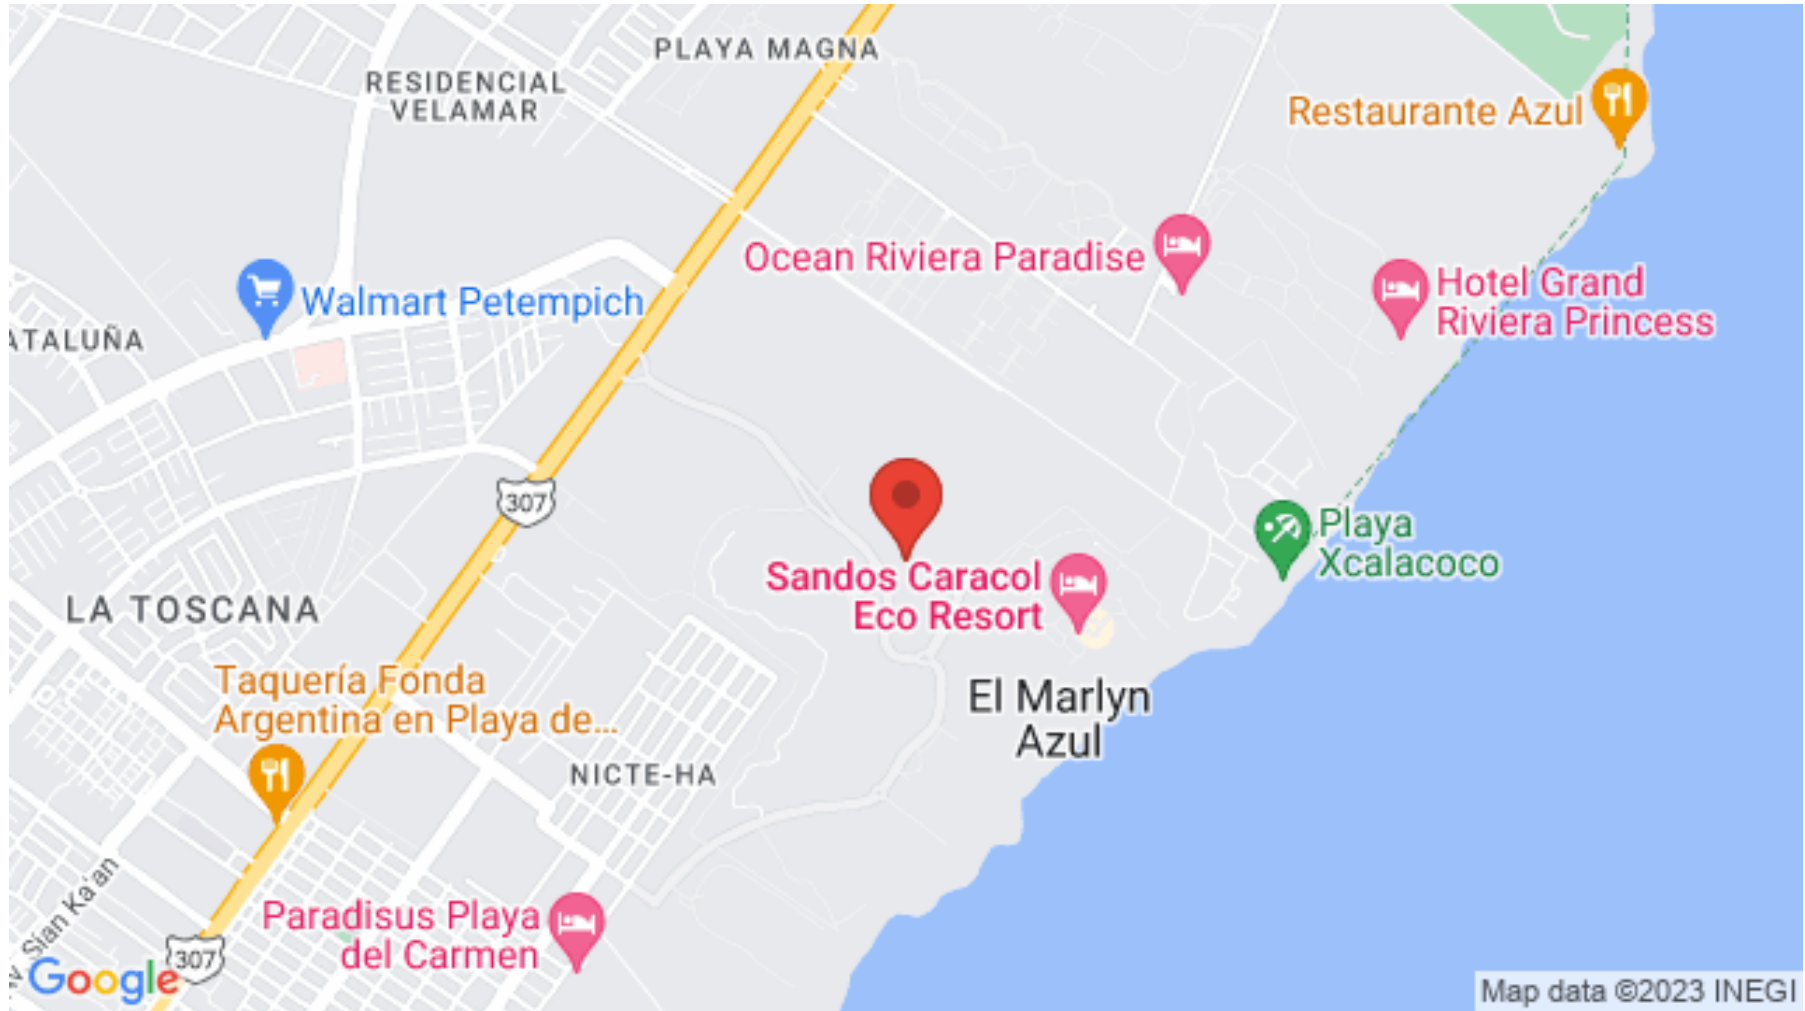 PLAYA MAGNA
RESIDENCIAL
VELAMAR
Restaurante Azul
Ocean Riviera Paradise
Hotel Grand
Riviera Princess
Walmart Petempich
ATALUÑA
307
Playa
Xcalacoco
Sandos Caracol
Eco Resort
LA TOSCANA
Taquería Fonda
Argentina en Playa de...
El Marlyn
Azul
NICTE-HA
Sian Ka'an
Paradisus Playa
del Carmen
307
Google
Map data ©2023 INEGI